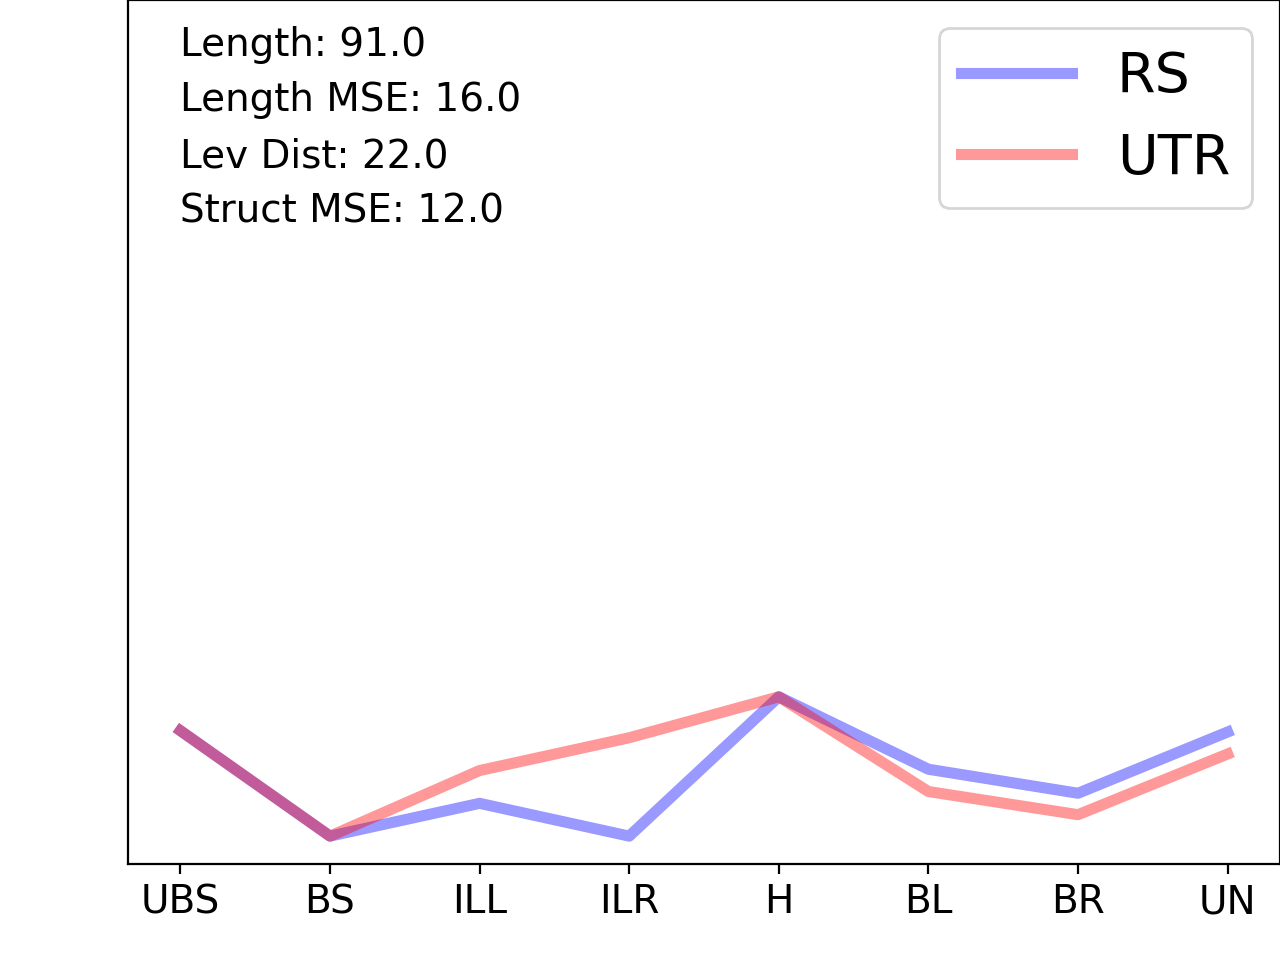 Length: 91.0
Length MSE: 16.0
Lev Dist: 22.0
Struct MSE: 12.0
RS
UTR
UBS BS ILL ILR H BL BR UN